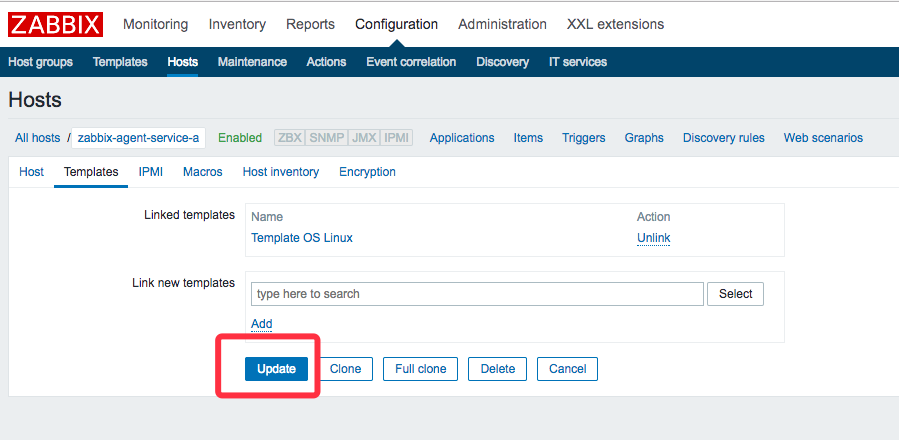 ZABBIX Monitoring Inventory Reports Configuration Administration XXL extensions
Host groups Templates Hosts Maintenance Actions Event correlation Discovery IT services
Hosts
All hosts / zabbix-agent-service-a Enabled ZBX SNMP JMX IPMI Applications Items Triggers Graphs Discovery rules Web scenarios
Host Templates IPMI Macros Host inventory Encryption
Linked templates Name Action
Template OS Linux Unlink
Link new templates type here to search Select
Add
Update Clone Full clone Delete Cancel